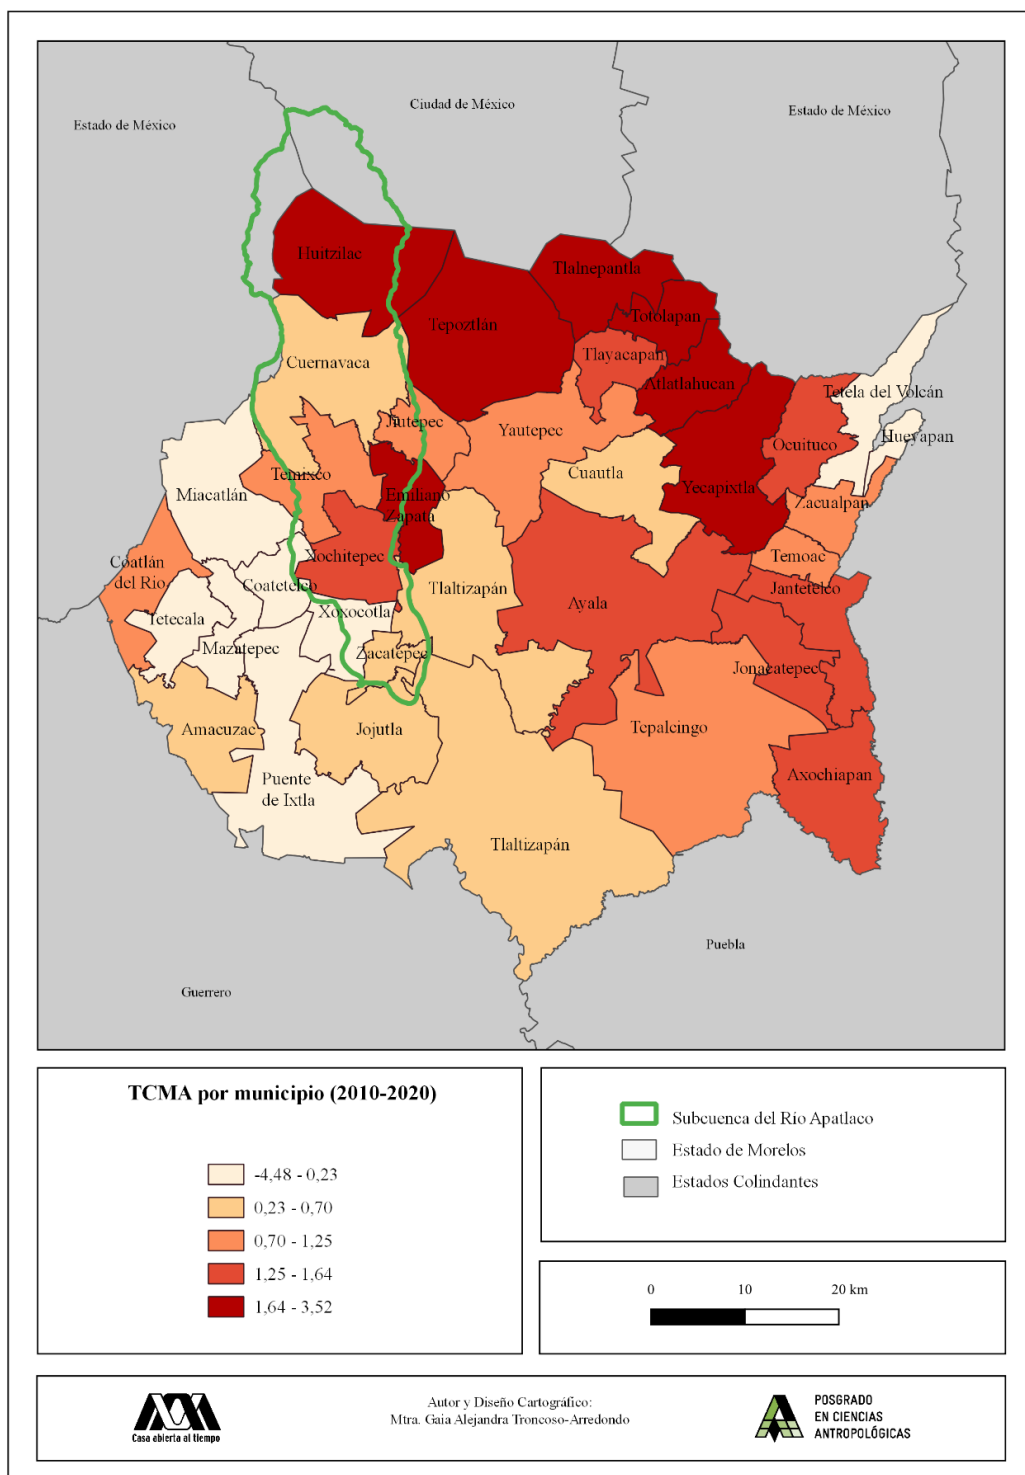 Ciudad de México
Estado de México
Estado de México
Huitzilac
Tlalnepantla
Totolapan
Tepoztlan
Tlayacapan
Cuernavaca
Atlatlahucan
Tetela del Volcán
Jiutepec
Yautepec
Hueyapan
Ocuituco
Cuautla
Temixco
Yecapixtla
Miacatlán
Emiliano
Zapata
Zacualpan
Xochitepec
Temoac
Coatlán
del Río
Coatetelco
Tlaltizapán
Jantetelco
Ayala
Xoxocotla
Tetecala
Mazatepec
Zacatepec
Jonacatepec
Amacuzac
Jojutla
Tepalcingo
Axochiapan
Puente
de Ixtla
Tlaltizapán
Puebla
Guerrero
TCMA por municipio (2010-2020)
-4,48 - 0,23
0,23 - 0,70
0,70 - 1,25
1,25 - 1,64
1,64 - 3,52
Subcuenca del Río Apatlaco
Estado de Morelos
Estados Colindantes
0 10 20 km
Casa abierta al tiempo
Autor y Diseño Cartográfico:
Mtra. Gaia Alejandra Troncoso-Arredondo
POSGRADO
EN CIENCIAS
ANTROPOLÓGICAS